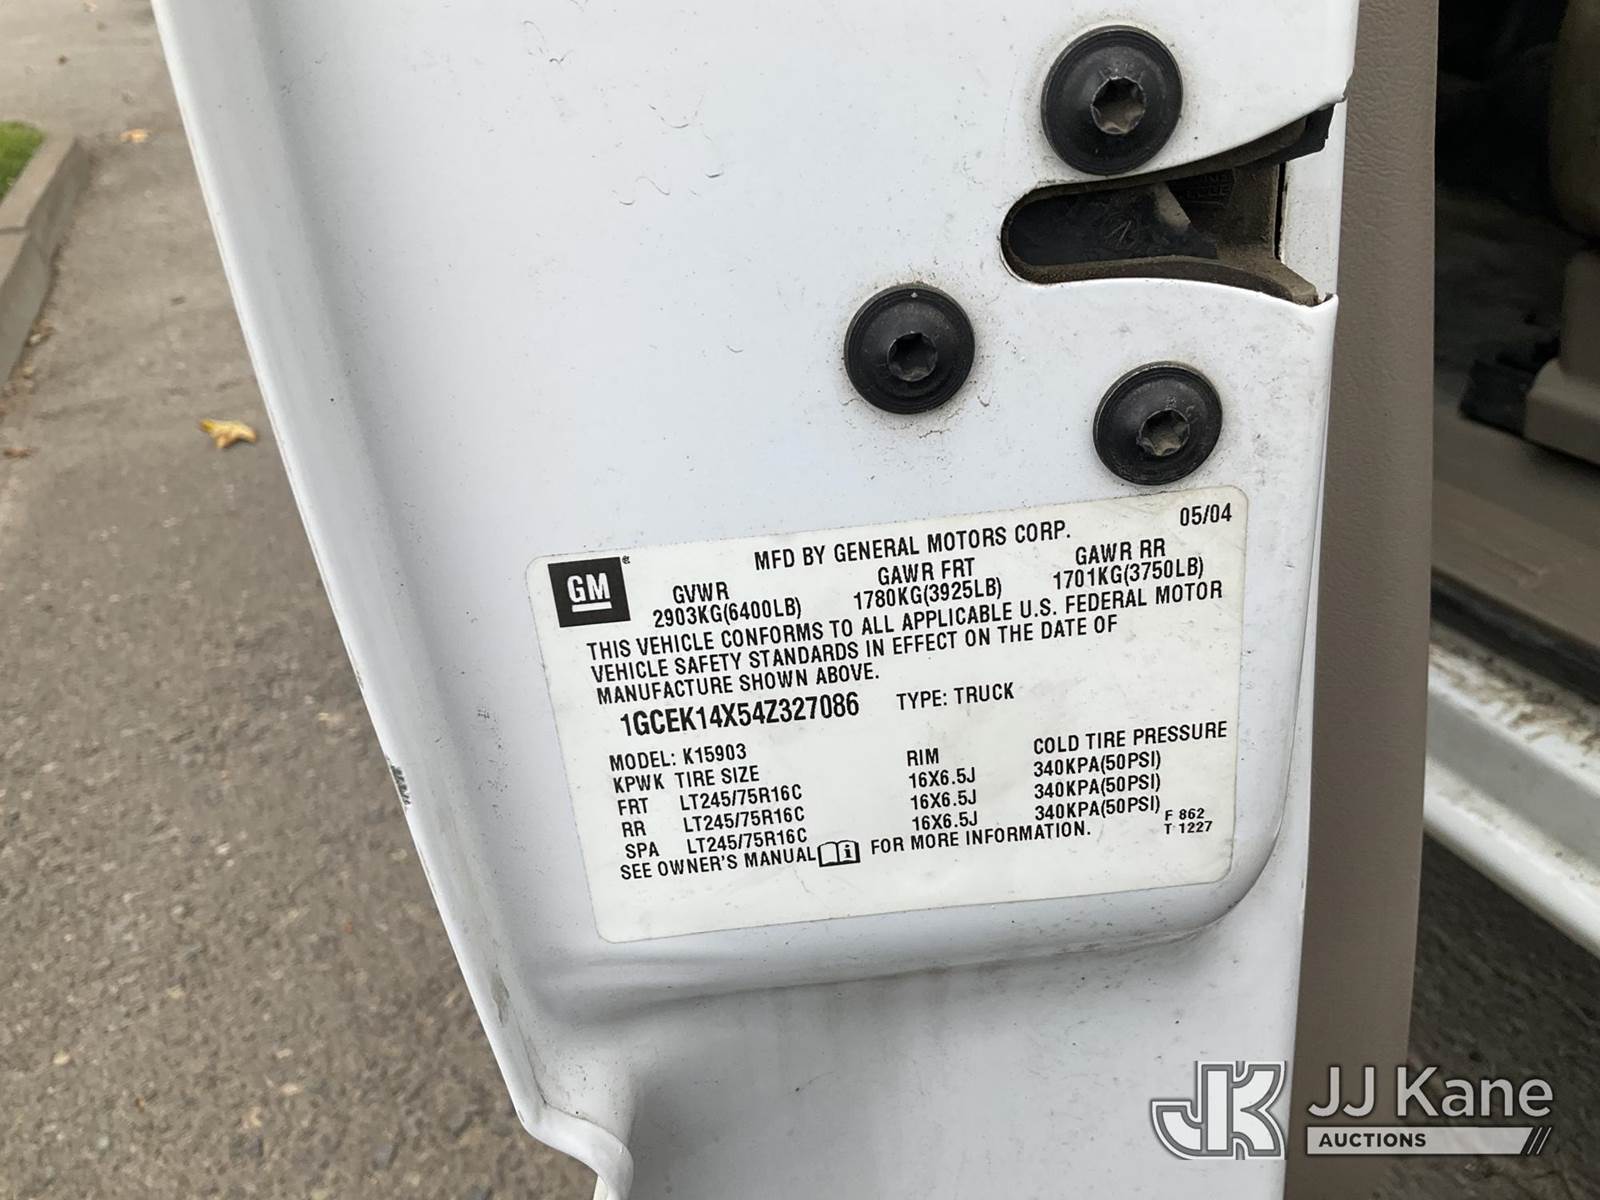 05/04
MFD BY GENERAL MOTORS CORP.
GM
GVWR GAWR FRT GAWR RR
2903KG(6400LB) 1780KG(3925LB) 1701KG(3750LB)
THIS VEHICLE CONFORMS TO ALL APPLICABLE U.S. FEDERAL MOTOR
VEHICLE SAFETY STANDARDS IN EFFECT ON THE DATE OF
MANUFACTURE SHOWN ABOVE.
1GCEK14X54Z327086 TYPE: TRUCK
MODEL: K15903
KPWK TIRE SIZE RIM COLD TIRE PRESSURE
FRT LT245/75R16C 16X6.5J 340KPA(50PSI)
RR LT245/75R16C 16X6.5J 340KPA(50PSI)
SPA LT245/75R16C 16X6.5J 340KPA(50PSI)
SEE OWNER'S MANUAL i FOR MORE INFORMATION.
F 862
T 1227
JK JJ Kane
AUCTIONS